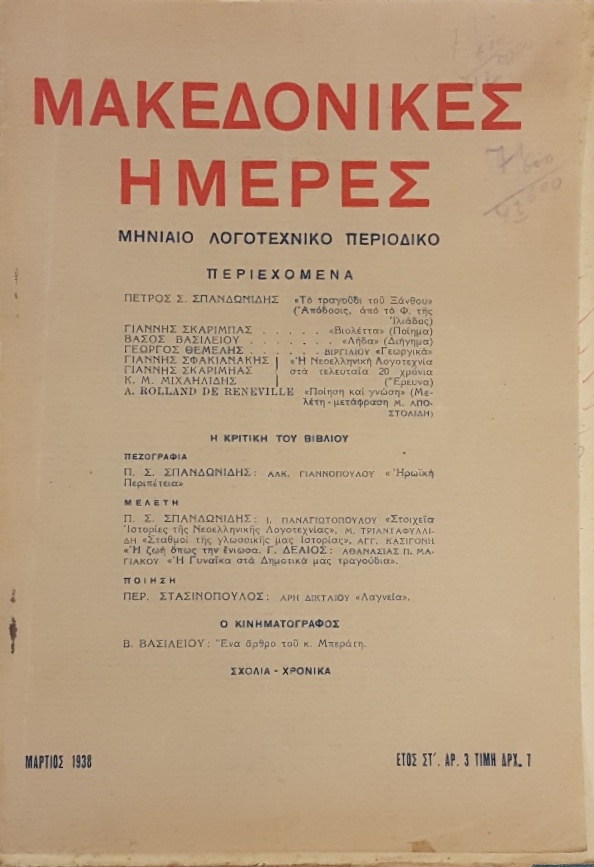 ΜΑΚΕΔΟΝΙΚΕΣ
ΗΜΕΡΕΣ
ΜΗΝΙΑΙΟ ΛΟΓΟΤΕΧΝΙΚΟ ΠΕΡΙΟΔΙΚΟ
ΠΕΡΙΕΧΟΜΕΝΑ
ΠΕΤΡΟΣ Σ. ΣΠΑΝΔΩΝΙΔΗΣ «Τὸ τραγοῦδι τοῦ Ξάνθου»
(Ἀπόδοσις, ἀπὸ τὸ Φ. τῆς
Ἰλιάδας)
ΓΙΑΝΝΗΣ ΣΚΑΡΙΜΠΑΣ . . . . . «Βιολέττα» (Ποίημα)
ΒΑΣΟΣ ΒΑΣΙΛΕΙΟΥ . . . . . . . «Λήδα» (Διήγημα)
ΓΕΩΡΓΟΣ ΘΕΜΕΛΗΣ . . . . . . ΒΙΡΓΙΛΙΟΥ «Γεωργικά»
ΓΙΑΝΝΗΣ ΣΦΑΚΙΑΝΑΚΗΣ | «Ἡ Νεοελληνικὴ Λογοτεχνία
ΓΙΑΝΝΗΣ ΣΚΑΡΙΜΠΑΣ | στὰ τελευταῖα 20 χρόνια
Κ. Μ. ΜΙΧΑΗΛΙΔΗΣ | (Ἔρευνα)
A. ROLLAND DE RENEVILLE «Ποίηση καὶ γνώση» (Με-
λέτη - μετάφραση Μ. ΑΠΟ-
ΣΤΟΛΙΔΗ)
Η ΚΡΙΤΙΚΗ ΤΟΥ ΒΙΒΛΙΟΥ
ΠΕΖΟΓΡΑΦΙΑ
Π. Σ. ΣΠΑΝΔΩΝΙΔΗΣ: ΑΛΚ. ΓΙΑΝΝΟΠΟΥΛΟΥ «Ἡρωϊκὴ
Περιπέτεια»
ΜΕΛΕΤΗ
Π. Σ. ΣΠΑΝΔΩΝΙΔΗΣ: Ι. ΠΑΝΑΓΙΩΤΟΠΟΥΛΟΥ «Στοιχεῖα
Ἱστορίες τῆς Νεοελληνικῆς Λογοτεχνίας», Μ. ΤΡΙΑΝΤΑΦΥΛΛΙ-
ΔΗ «Σταθμοὶ τῆς γλωσσικῆς μας Ἱστορίας», ΑΓΓ. ΚΑΣΙΓΟΝΗ
«Ἡ ζωὴ ὅπως την ἔνιωσα. Γ. ΔΕΛΙΟΣ: ΑΘΑΝΑΣΙΑΣ Π. ΜΑ-
ΓΙΑΚΟΥ «Ἡ Γυναῖκα στὰ Δημοτικά μας τραγούδια».
ΠΟΙΗΣΗ
ΠΕΡ. ΣΤΑΣΙΝΟΠΟΥΛΟΣ: ΑΡΗ ΔΙΚΤΑΙΟΥ «Λαγνεία».
Ο ΚΙΝΗΜΑΤΟΓΡΑΦΟΣ
Β. ΒΑΣΙΛΕΙΟΥ: Ἕνα ἄρθρο τοῦ κ. Μπεράτη.
ΣΧΟΛΙΑ - ΧΡΟΝΙΚΑ
ΜΑΡΤΙΟΣ 1938
ΕΤΟΣ ΣΤ΄. ΑΡ. 3 ΤΙΜΗ ΔΡΧ. 7